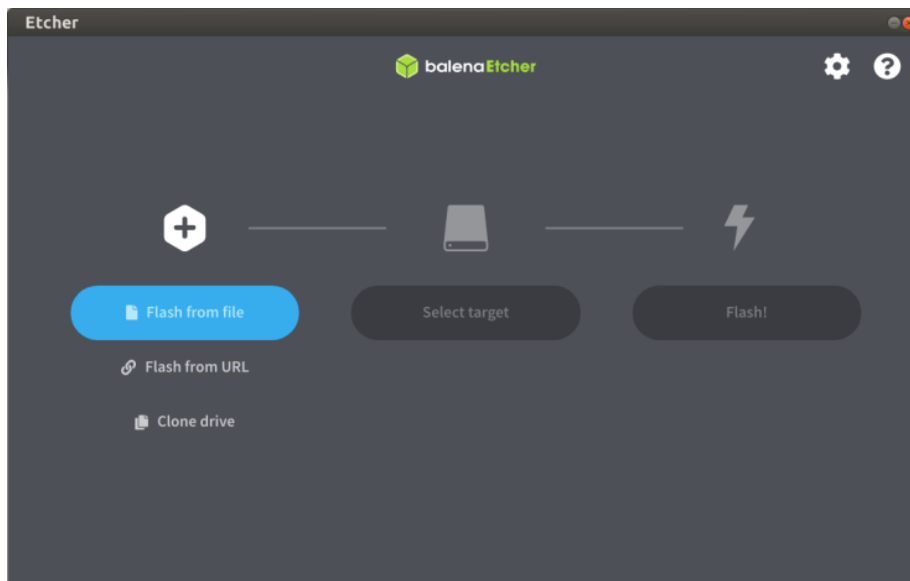 Etcher
balenaEtcher
Flash from file
Select target
Flash!
Flash from URL
Clone drive